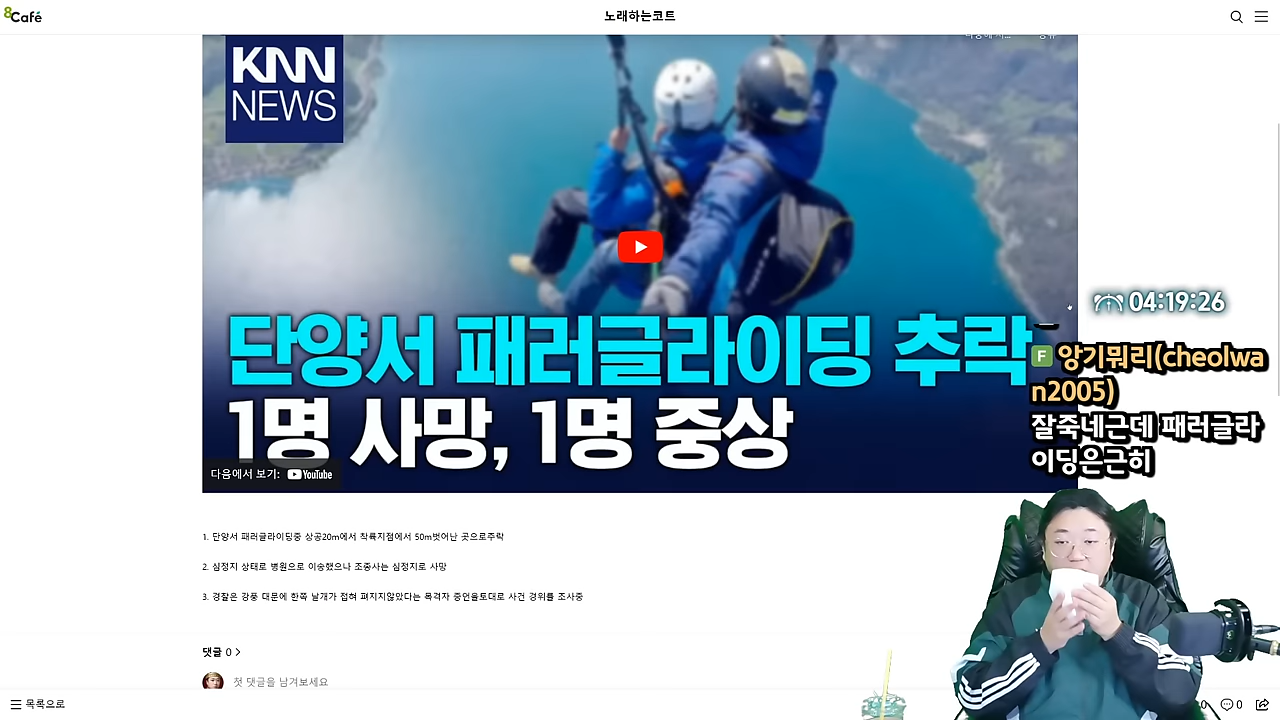 8Café
노래하는코트
KNN
NEWS
단양서 패러글라이딩 추락
1명 사망, 1명 중상
다음에서 보기: YouTube
04:19:26
F 앙기뭐리(cheolwa
n2005)
잘죽네근데 패러글라
이딩은근히
1. 단양서 패러글라이딩중 상공20m에서 착륙지점에서 50m벗어난 곳으로추락
2. 심정지 상태로 병원으로 이송했으나 조종사는 심정지로 사망
3. 경찰은 강풍 대문에 한쪽 날개가 접혀 펴지지않았다는 목격자 증언을토대로 사건 경위를 조사중
댓글 0
첫 댓글을 남겨보세요
목록으로
0
0